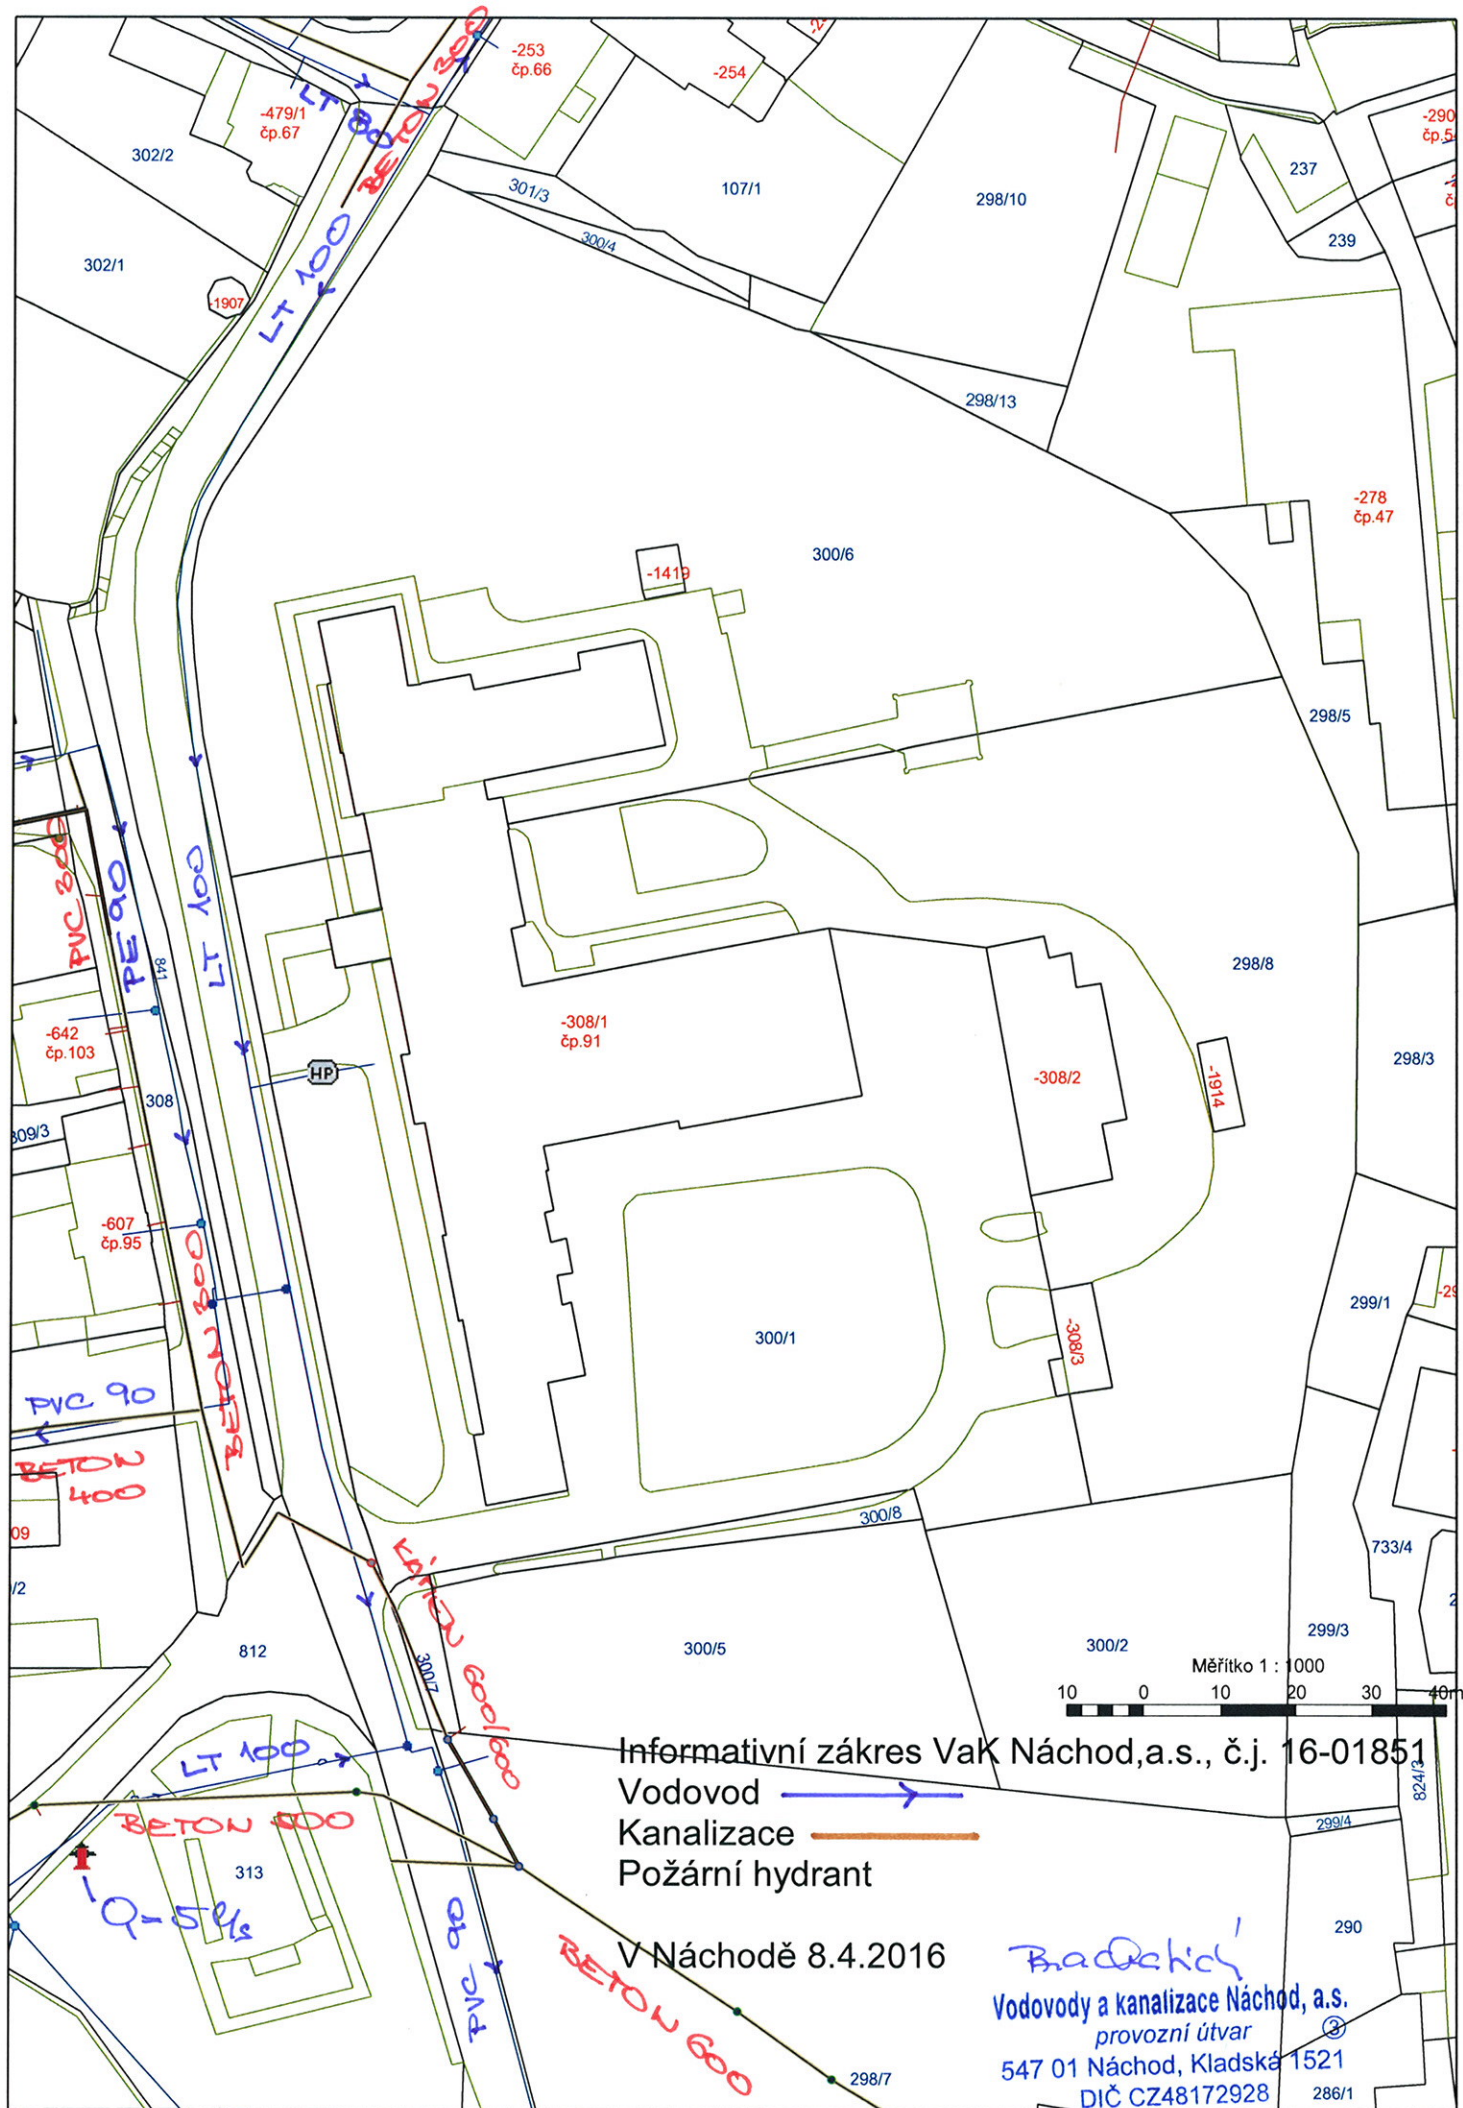 -253
čp.66
-254
-479/1
čp.67
LT 80
BETON 300
302/2
301/3
107/1
298/10
237
239
300/4
302/1
-1907
LT 100
298/13
-278
čp.47
300/6
-1419
298/5
PVC 300
PE 90
LT 100
841
298/8
-642
čp.103
-308/1
čp.91
HP
-308/2
-1914
298/3
308
309/3
-607
čp.95
BETON 300
300/1
299/1
-308/3
PVC 90
BETON
400
09
300/8
733/4
/2
KÁMEN 600/600
812
300/7
300/5
300/2
299/3
Měřítko 1 : 1000
10 0 10 20 30 40m
LT 100
Informativní zákres VaK Náchod,a.s., č.j. 16-01851
Vodovod
824/3
BETON 600
Kanalizace
299/4
313
Požární hydrant
Q=5 l/s
290
PVC 90
BETON 600
V Náchodě 8.4.2016
Vodovody a kanalizace Náchod, a.s.
provozní útvar
3
547 01 Náchod, Kladská 1521
DIČ CZ48172928
298/7
286/1